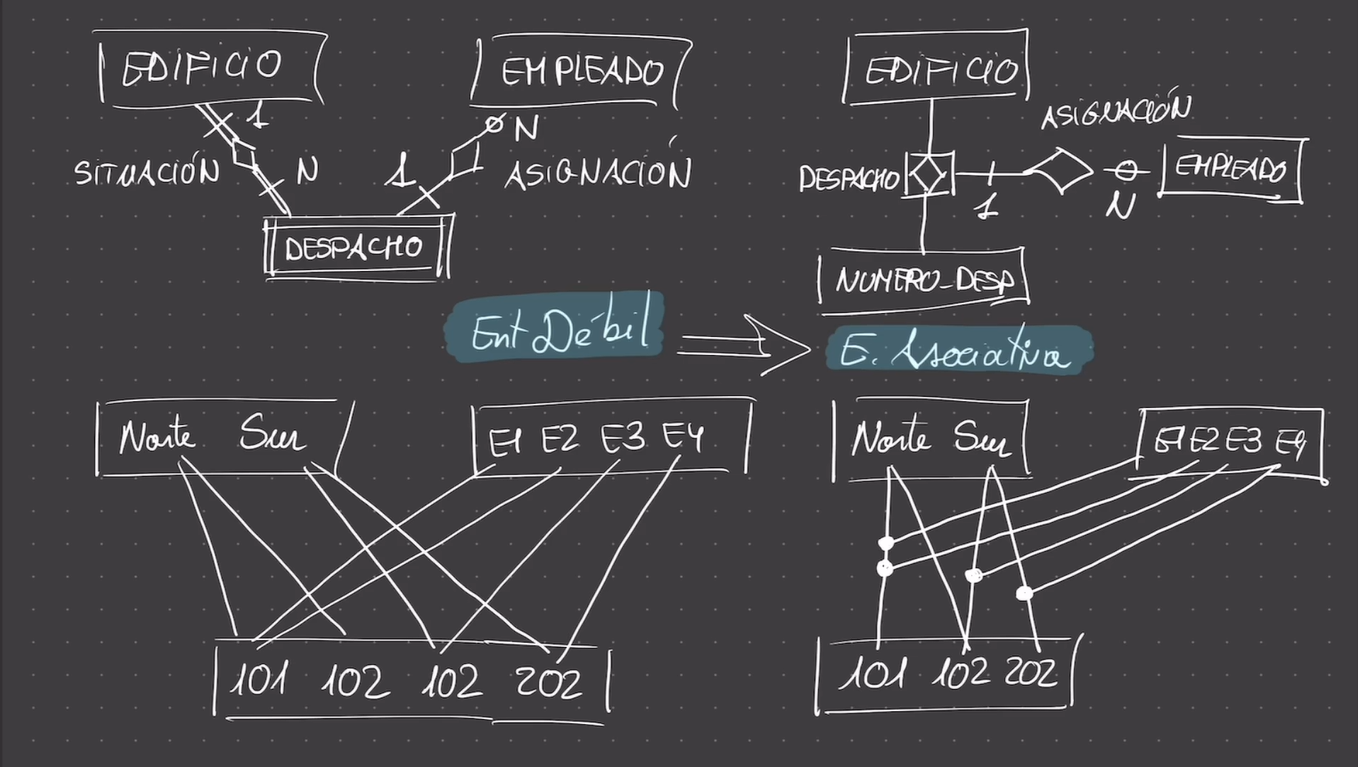 EDIFICIO
EMPLEADO
1
N
SITUACIÓN
N
1
ASIGNACIÓN
DESPACHO
EDIFICIO
ASIGNACIÓN
DESPACHO
1
N
EMPLEADO
NUMERO_DESP
Ent Débil
E. Asociativa
Norte Sur
E1 E2 E3 E4
101 102 102 202
Norte Sur
E1 E2 E3 E4
101 102 202